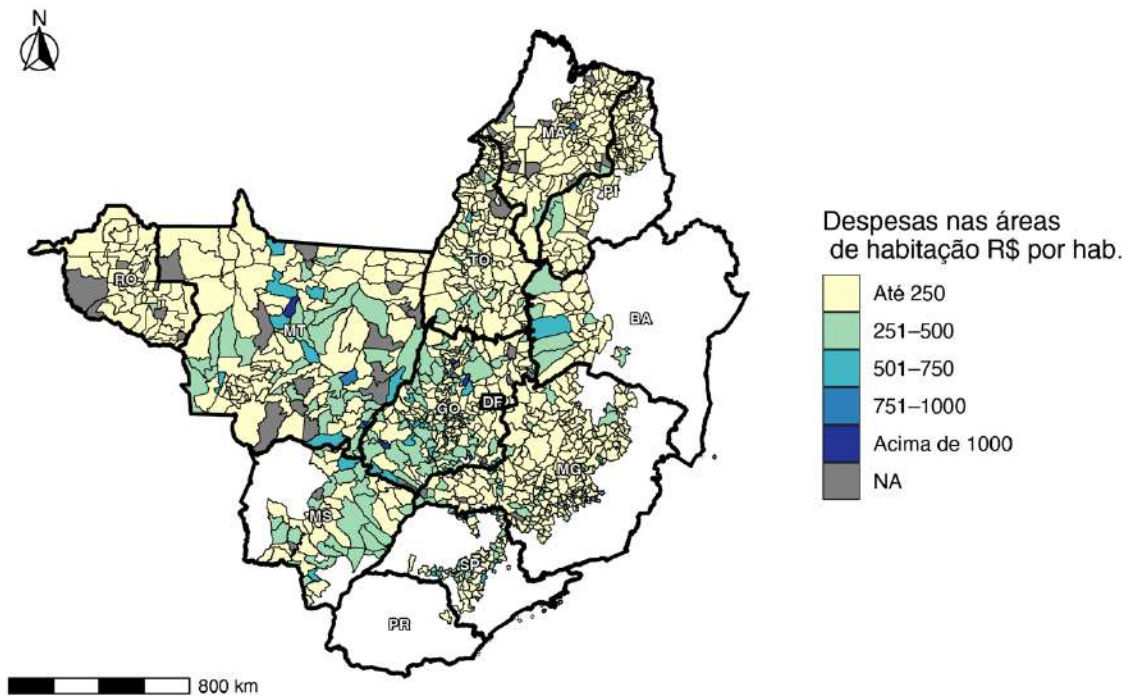 N
MA
PI
RO
TO
MT
BA
GO
DF
MG
MS
SP
PR
800 km
Despesas nas áreas
de habitação R$ por hab.
Até 250
251–500
501–750
751–1000
Acima de 1000
NA